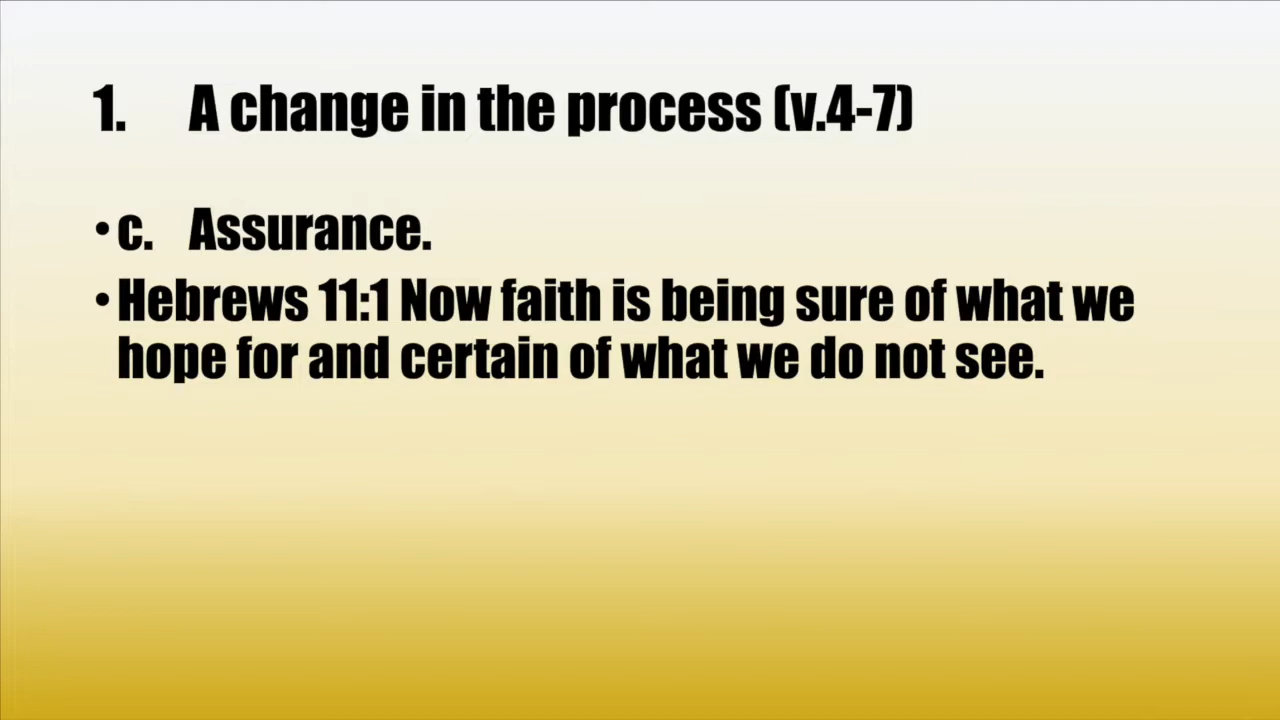 1. A change in the process (v.4-7)
• c. Assurance.
• Hebrews 11:1 Now faith is being sure of what we
hope for and certain of what we do not see.